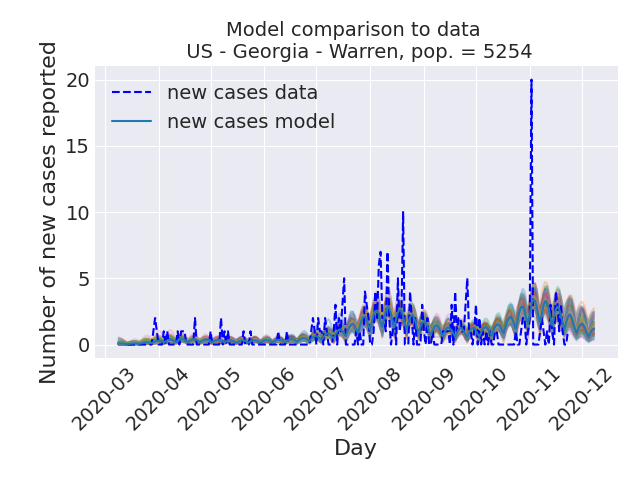 Model comparison to data
US - Georgia - Warren, pop. = 5254
Number of new cases reported
20
15
10
5
0
new cases data
new cases model
2020-03
2020-04
2020-05
2020-06
2020-07
2020-08
2020-09
2020-10
2020-11
2020-12
Day